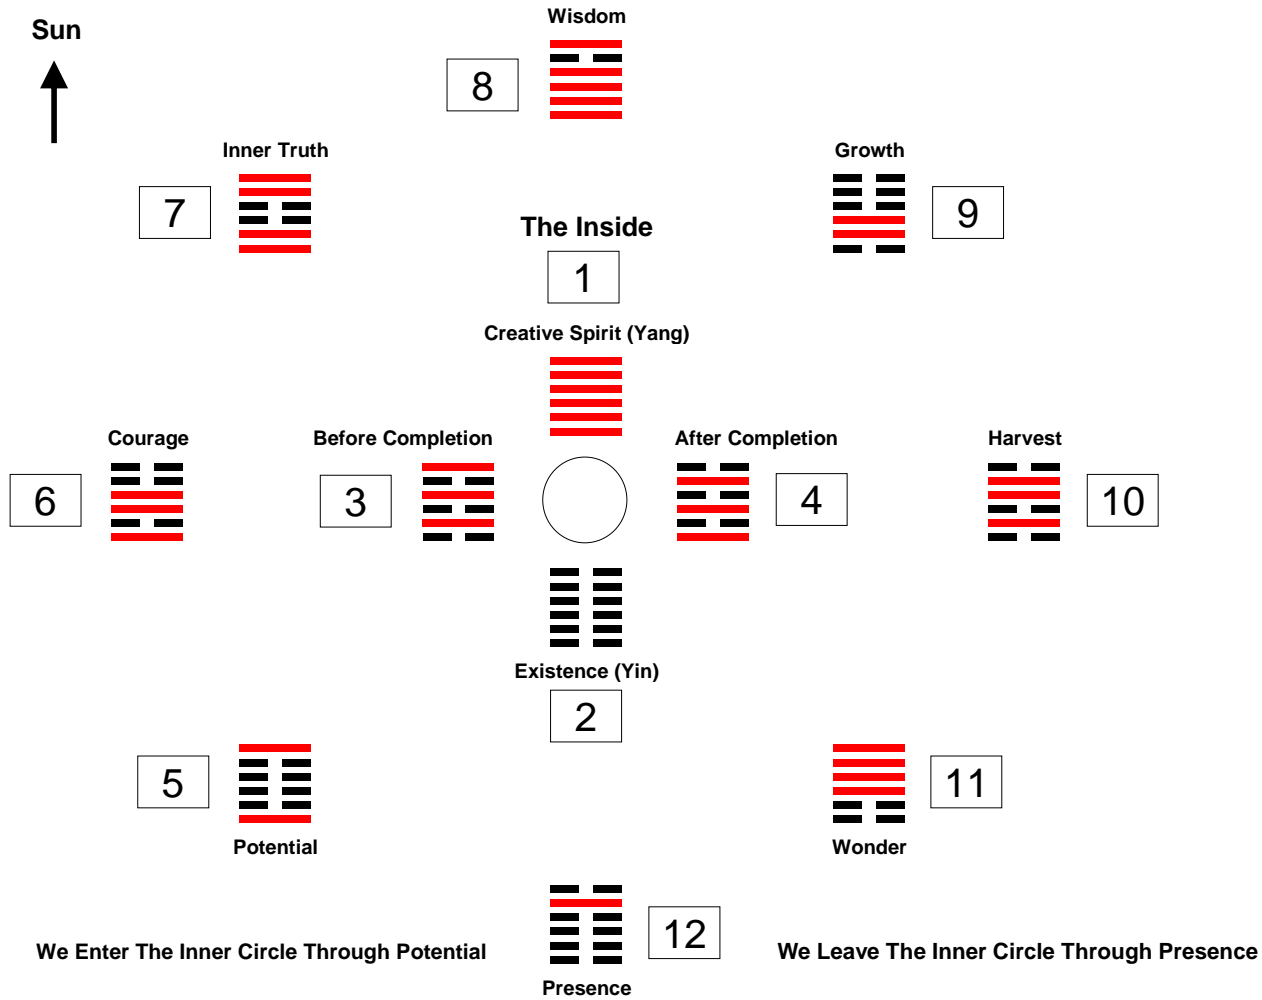 Wisdom
Sun
8
Inner Truth
Growth
7
9
The Inside
1
Creative Spirit (Yang)
Courage
Before Completion
After Completion
Harvest
6
3
4
10
Existence (Yin)
2
5
11
Potential
Wonder
12
We Enter The Inner Circle Through Potential
We Leave The Inner Circle Through Presence
Presence